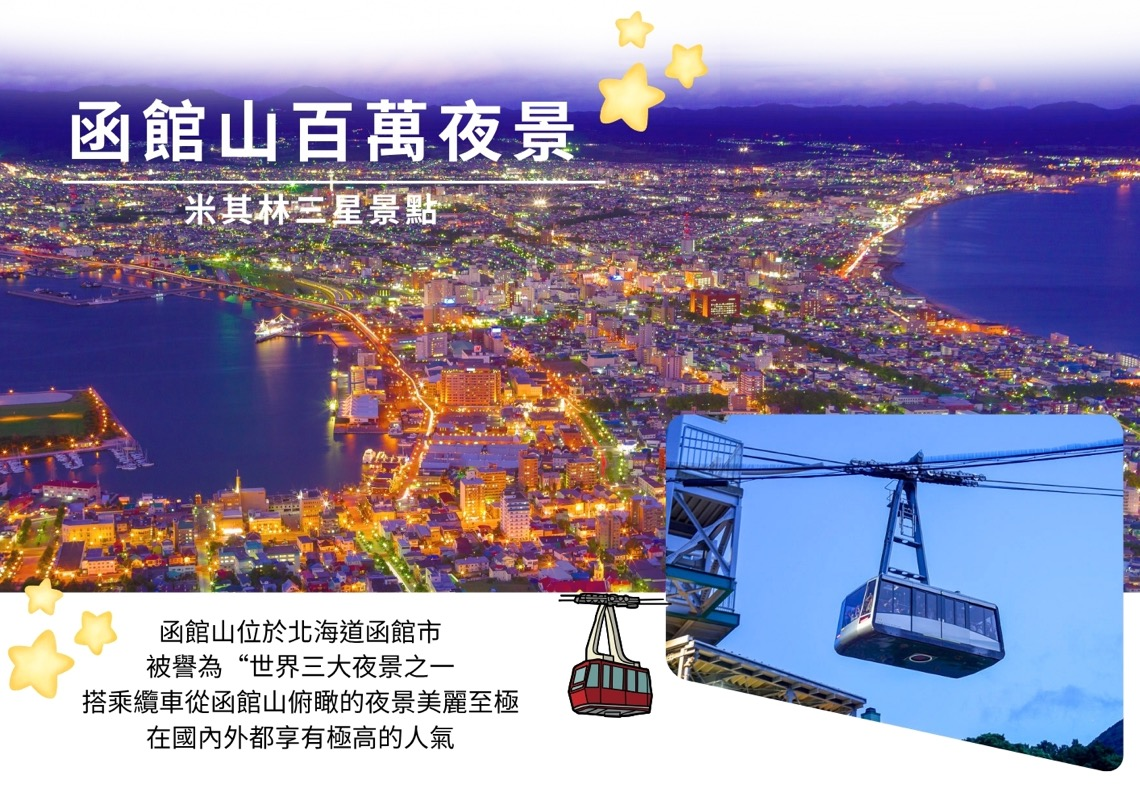 函館山百萬夜景
米其林三星景點
函館山位於北海道函館市
被譽為“世界三大夜景之一
搭乘纜車從函館山俯瞰的夜景美麗至極
在國內外都享有極高的人氣